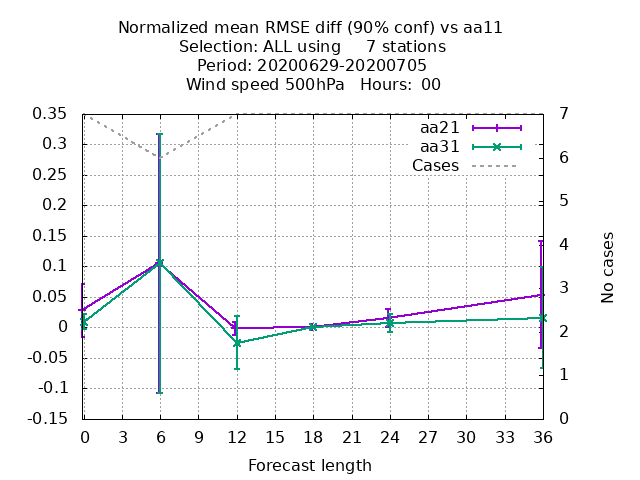 Normalized mean RMSE diff (90% conf) vs aa11
Selection: ALL using     7 stations
Period: 20200629-20200705
Wind speed 500hPa   Hours:  00
aa21
aa31
Cases
0.35
0.3
0.25
0.2
0.15
0.1
0.05
0
-0.05
-0.1
-0.15
7
6
5
4
3
2
1
0
No cases
0 3 6 9 12 15 18 21 24 27 30 33 36
Forecast length